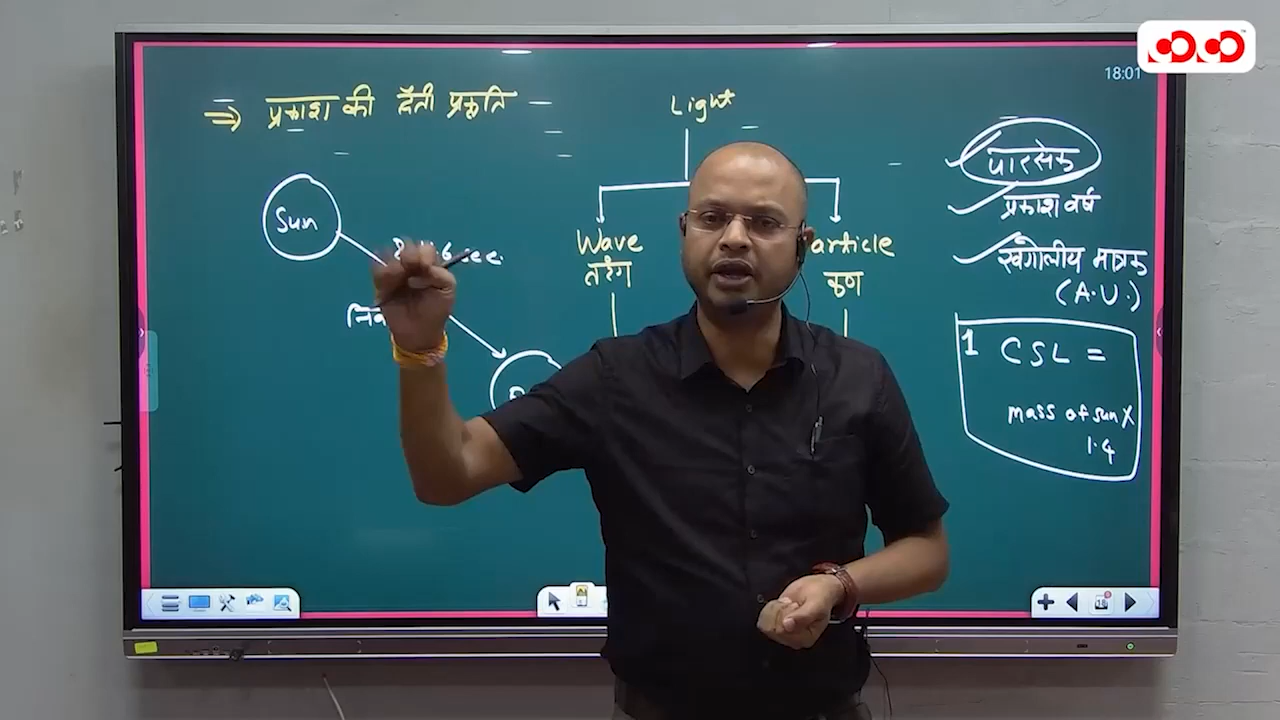 18:01
⇒ प्रकाश की दैती प्रकृति
Light
Sun
Wave
तरंग
article
कण
पारसेक
प्रकाश वर्ष
खगोलीय मात्रक
(A.U.)
1 CSL =
mass of sun X
1.4